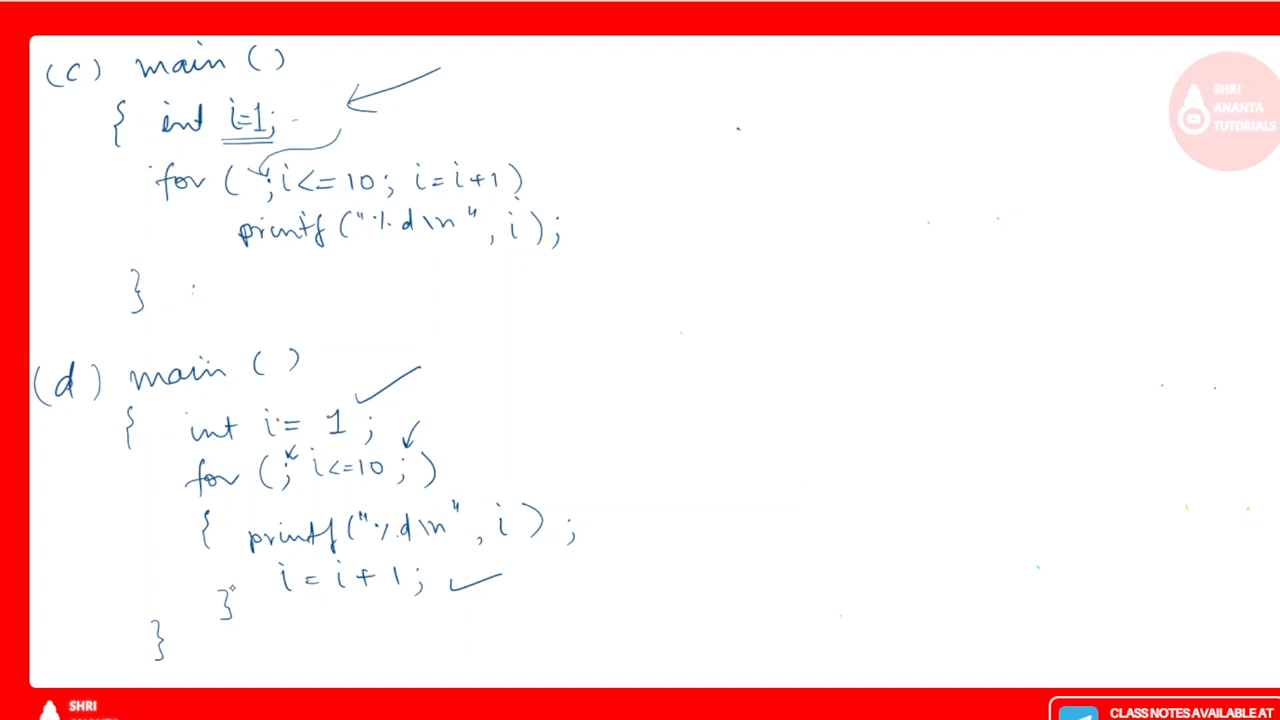 (c) main ()
{ int i=1;
for ( ;i<=10; i=i+1)
printf("%d\n", i);
}
(d) main ( )
{ int i= 1 ;
for (; i<=10 ; )
{ printf("%d\n", i) ;
i = i + 1;
}
}
SHRI
ANANTA
TUTORIALS
SHRI
CLASS NOTES AVAILABLE AT